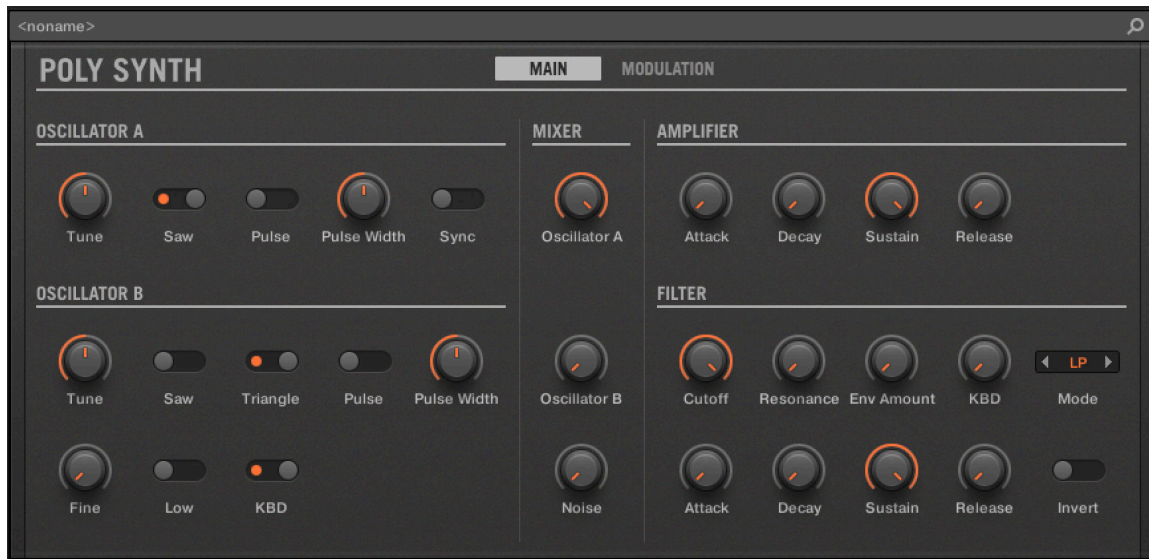 <noname>
POLY SYNTH MAIN MODULATION
OSCILLATOR A
Tune Saw Pulse Pulse Width Sync
OSCILLATOR B
Tune Saw Triangle Pulse Pulse Width
Fine Low KBD
MIXER
Oscillator A
Oscillator B
Noise
AMPLIFIER
Attack Decay Sustain Release
FILTER
Cutoff Resonance Env Amount KBD LP Mode
Attack Decay Sustain Release Invert